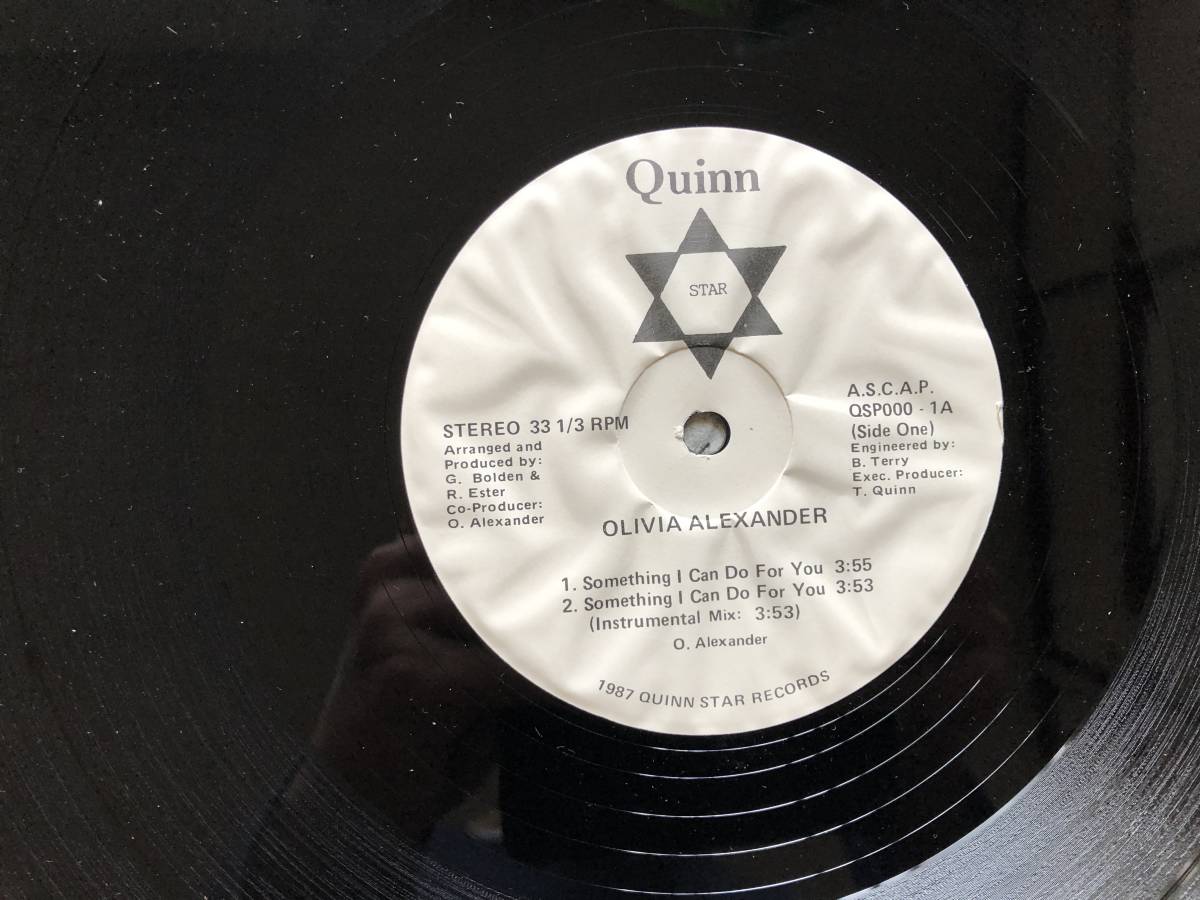 Quinn
STAR
STEREO 33 1/3 RPM
Arranged and
Produced by:
G. Bolden &
R. Ester
Co-Producer:
O. Alexander
A.S.C.A.P.
QSP000 - 1A
(Side One)
Engineered by:
B. Terry
Exec. Producer:
T. Quinn
OLIVIA ALEXANDER
1. Something I Can Do For You 3:55
2. Something I Can Do For You 3:53
(Instrumental Mix: 3:53)
O. Alexander
1987 QUINN STAR RECORDS